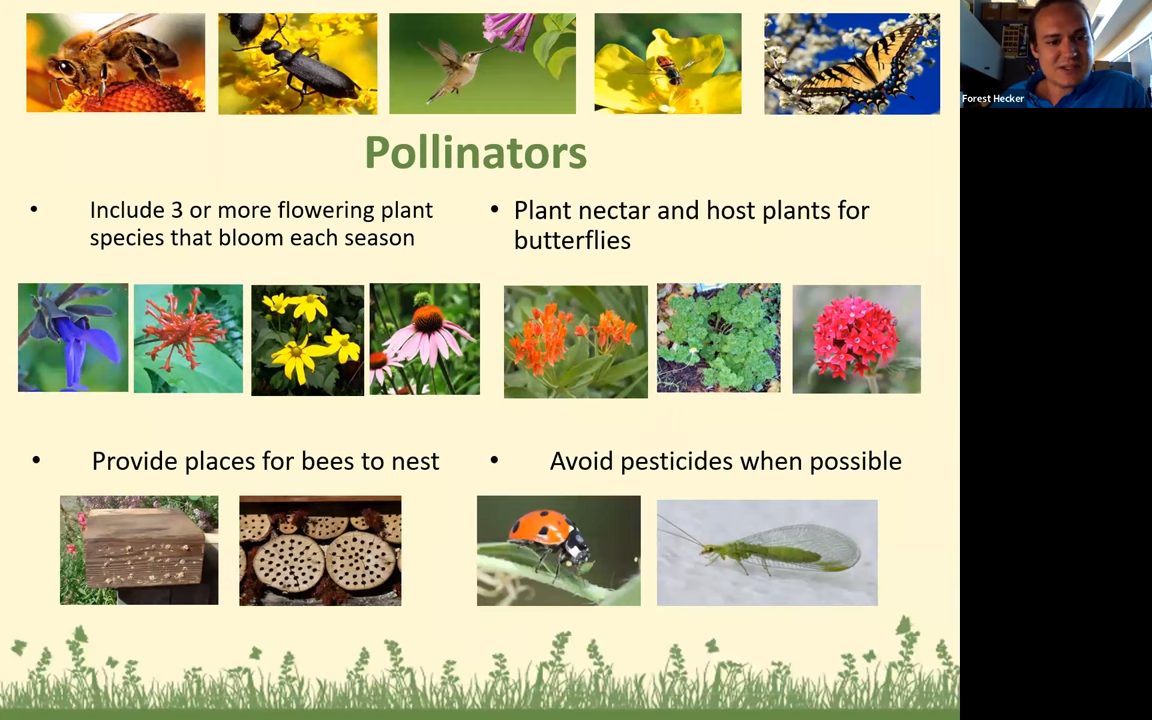 Forest Hecker
Pollinators
• Include 3 or more flowering plant
species that bloom each season
• Plant nectar and host plants for
butterflies
• Provide places for bees to nest
• Avoid pesticides when possible